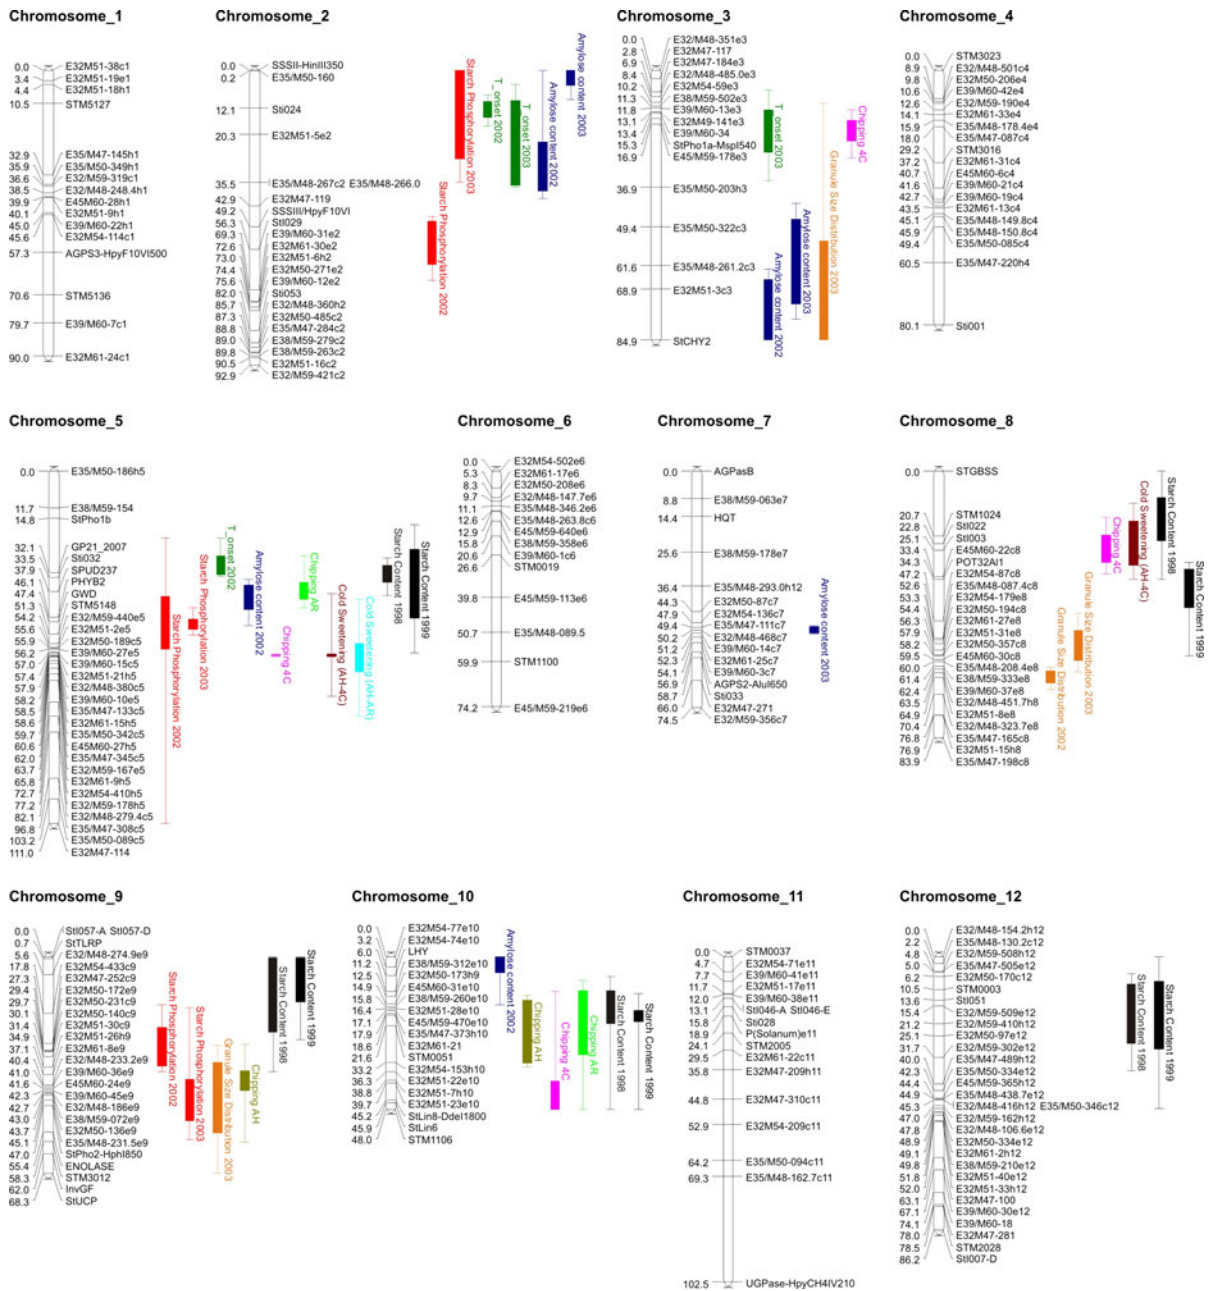 Chromosome_1
0.0 E32M51-38c1
3.4 E32M51-19e1
4.4 E32M51-18h1
10.5 STM5127
32.9 E35/M47-145h1
35.9 E35/M50-349h1
36.6 E32/M59-319c1
38.5 E32/M48-248.4h1
39.9 E45M60-28h1
40.1 E32M51-9h1
45.0 E39/M60-22h1
45.6 E32M54-114c1
57.3 AGPS3-HpyF10VI500
70.6 STM5136
79.7 E39/M60-7c1
90.0 E32M61-24c1
Chromosome_2
0.0 SSSII-HinIII350
0.2 E35/M50-160
12.1 Sti024
20.3 E32M51-5e2
35.5 E35/M48-267c2 E35/M48-266.0
42.9 E32M47-119
49.2 SSSIII/HpyF10VI
56.3 StI029
69.3 E39/M60-31e2
72.6 E32M61-30e2
73.0 E32M51-6h2
74.4 E32M50-271e2
75.6 E39/M60-12e2
82.0 Sti053
85.7 E32/M48-360h2
87.3 E32M50-485c2
88.8 E35/M47-284c2
89.0 E38/M59-279c2
89.8 E38/M59-263c2
90.5 E32M51-16c2
92.9 E32/M59-421c2
Starch Phosphorylation 2003
Starch Phosphorylation 2002
T_onset 2002
T_onset 2003
Amylose content 2002
Amylose content 2003
Chromosome_3
0.0 E32/M48-351e3
2.8 E32M47-117
6.9 E32M47-184e3
8.4 E32/M48-485.0e3
10.2 E32M54-59e3
11.3 E38/M59-502e3
11.8 E39/M60-13e3
13.1 E32M49-141e3
13.4 E39/M60-34
15.3 StPho1a-MspI540
16.9 E45/M59-178e3
36.9 E35/M50-203h3
49.4 E35/M50-322c3
61.6 E35/M48-261.2c3
68.9 E32M51-3c3
84.9 StCHY2
T_onset 2003
Amylose content 2002
Amylose content 2003
Granule Size Distribution 2003
Chipping 4C
Chromosome_4
0.0 STM3023
8.9 E32/M48-501c4
9.8 E32M50-206e4
10.6 E39/M60-42e4
12.6 E32/M59-190e4
14.1 E32M61-33e4
15.9 E35/M48-178.4e4
18.0 E35/M47-087c4
29.2 STM3016
37.2 E32M61-31c4
40.7 E45M60-6c4
41.6 E39/M60-21c4
42.7 E39/M60-19c4
43.5 E32M61-13c4
45.1 E35/M48-149.8c4
45.9 E35/M48-150.8c4
49.4 E35/M50-085c4
60.5 E35/M47-220h4
80.1 Sti001
Chromosome_5
0.0 E35/M50-186h5
11.7 E38/M59-154
14.8 StPho1b
32.1 GP21_2007
33.5 Sti032
37.9 SPUD237
46.1 PHYB2
47.4 GWD
51.3 STM5148
54.2 E32/M59-440e5
55.6 E32M51-2e5
55.9 E32M50-189c5
56.2 E39/M60-27e5
57.0 E39/M60-15c5
57.4 E32M51-21h5
57.9 E32/M48-380c5
58.2 E39/M60-10e5
58.5 E35/M47-133c5
58.6 E32M61-15h5
59.7 E35/M50-342c5
60.6 E45M60-27h5
62.0 E35/M47-345c5
63.7 E32/M59-167e5
65.8 E32M61-9h5
72.7 E32M54-410h5
77.2 E32/M59-178h5
82.1 E32/M48-279.4c5
96.8 E35/M47-308c5
103.2 E35/M50-089c5
111.0 E32M47-114
Starch Phosphorylation 2002
Starch Phosphorylation 2003
T_onset 2002
Amylose content 2002
Chipping 4C
Chipping AR
Cold Sweetening (AH-4C)
Cold Sweetening (AH-AR)
Starch Content 1998
Starch Content 1999
Chromosome_6
0.0 E32M54-502e6
5.3 E32M61-17e6
8.3 E32M50-208e6
9.7 E32/M48-147.7e6
11.1 E35/M48-346.2e6
12.6 E35/M48-263.8c6
12.9 E45/M59-640e6
15.8 E38/M59-358e6
20.6 E39/M60-1c6
26.6 STM0019
39.8 E45/M59-113e6
50.7 E35/M48-089.5
59.9 STM1100
74.2 E45/M59-219e6
Chromosome_7
0.0 AGPasB
8.8 E38/M59-063e7
14.4 HQT
25.6 E38/M59-178e7
36.4 E35/M48-293.0h12
44.3 E32M50-87c7
47.9 E32M54-136c7
49.4 E35/M47-111c7
50.2 E32/M48-468c7
51.2 E39/M60-14c7
52.3 E32M61-25c7
54.1 E39/M60-3c7
56.9 AGPS2-AluI650
58.7 Sti033
66.0 E32M47-271
74.5 E32/M59-356c7
Amylose content 2003
Chromosome_8
0.0 STGBSS
20.7 STM1024
22.8 StI022
25.1 StI003
33.4 E45M60-22c8
34.3 POT32AI1
47.2 E32M54-87c8
52.6 E35/M48-087.4c8
53.4 E32M54-179e8
54.4 E32M50-194c8
56.3 E32M61-27e8
57.9 E32M51-31e8
58.2 E32M50-357c8
59.5 E45M60-30c8
60.0 E35/M48-208.4e8
61.4 E38/M59-333e8
62.4 E39/M60-37e8
63.5 E32/M48-451.7h8
64.9 E32M51-8e8
70.4 E32/M48-323.7e8
76.8 E35/M47-165c8
76.9 E32M51-15h8
83.9 E35/M47-198c8
Granule Size Distribution 2002
Granule Size Distribution 2003
Chipping 4C
Cold Sweetening (AH-4C)
Starch Content 1998
Starch Content 1999
Chromosome_9
0.0 StI057-A StI057-D
0.7 StTLRP
5.6 E32/M48-274.9e9
17.8 E32M54-433c9
27.3 E32M47-252c9
29.4 E32M50-172e9
29.7 E32M50-231c9
30.1 E32M50-140c9
31.4 E32M51-30c9
34.9 E32M51-26h9
37.1 E32M61-8e9
40.4 E32/M48-233.2e9
41.0 E39/M60-36e9
41.6 E45M60-24e9
42.3 E39/M60-45e9
42.7 E32/M48-186e9
43.0 E38/M59-072e9
43.7 E32M50-136e9
45.1 E35/M48-231.5e9
47.0 StPho2-HphI850
55.4 ENOLASE
58.3 STM3012
62.0 InvGF
68.3 StUCP
Starch Phosphorylation 2002
Starch Phosphorylation 2003
Granule Size Distribution 2003
Chipping AH
Starch Content 1998
Starch Content 1999
Chromosome_10
0.0 E32M54-77e10
3.2 E32M54-74e10
6.0 LHY
11.2 E38/M59-312e10
12.5 E32M50-173h9
14.9 E45M60-31e10
15.8 E38/M59-260e10
16.4 E32M51-28e10
17.1 E45/M59-470e10
17.9 E35/M47-373h10
18.6 E32M61-21
21.6 STM0051
33.2 E32M54-153h10
36.3 E32M51-22e10
38.8 E32M51-7h10
39.7 E32M51-23e10
45.2 StLin8-DdeI1800
45.9 StLin6
48.0 STM1106
Amylose content 2002
Chipping AH
Chipping 4C
Chipping AR
Starch Content 1998
Starch Content 1999
Chromosome_11
0.0 STM0037
4.7 E32M54-71e11
7.7 E39/M60-41e11
11.7 E32M51-17e11
12.0 E39/M60-38e11
13.1 Sti046-A StI046-E
15.8 Sti028
18.9 P(Solanum)e11
24.1 STM2005
29.5 E32M61-22c11
35.8 E32M47-209h11
44.8 E32M47-310c11
52.9 E32M54-209c11
64.2 E35/M50-094c11
69.3 E35/M48-162.7c11
102.5 UGPase-HpyCH4IV210
Chromosome_12
0.0 E32/M48-154.2h12
2.2 E35/M48-130.2c12
4.8 E32/M59-508h12
5.0 E35/M47-505e12
6.2 E32M50-170c12
10.5 STM0003
13.6 StI051
15.4 E32/M59-509e12
21.2 E32/M59-410h12
25.1 E32M50-97e12
31.7 E32/M59-302e12
40.0 E35/M47-489h12
42.2 E35/M50-334e12
44.4 E45/M59-365h12
44.9 E35/M48-438.7e12
45.3 E32/M48-416h12 E35/M50-346c12
47.0 E32/M59-162h12
47.8 E32/M48-106.6e12
48.9 E32M50-334e12
49.1 E32M61-2h12
49.8 E38/M59-210e12
51.8 E32M51-40e12
52.0 E32M51-33h12
63.1 E32M47-100
67.1 E39/M60-30e12
74.1 E39/M60-18
78.0 E32M47-281
78.5 STM2028
86.2 StI007-D
Starch Content 1998
Starch Content 1999